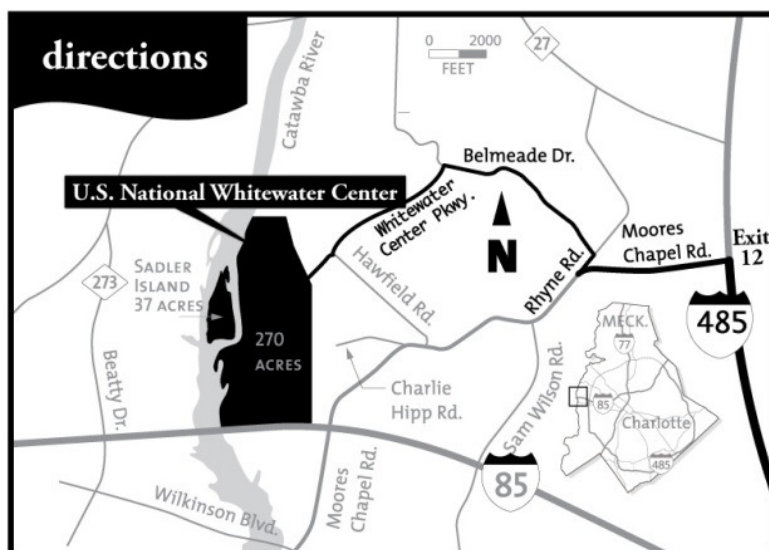 directions
0 2000
FEET
27
Catawba River
Belmeade Dr.
U.S. National Whitewater Center
Whitewater
Center Pkwy.
N
Moores
Chapel Rd.
Exit
12
SADLER
ISLAND
37 ACRES
273
Hawfield Rd.
Rhyne Rd.
485
270
ACRES
MECK.
77
Beatty Dr.
Charlie
Hipp Rd.
Sam Wilson Rd.
85
Charlotte
485
Moores
Chapel Rd.
85
Wilkinson Blvd.